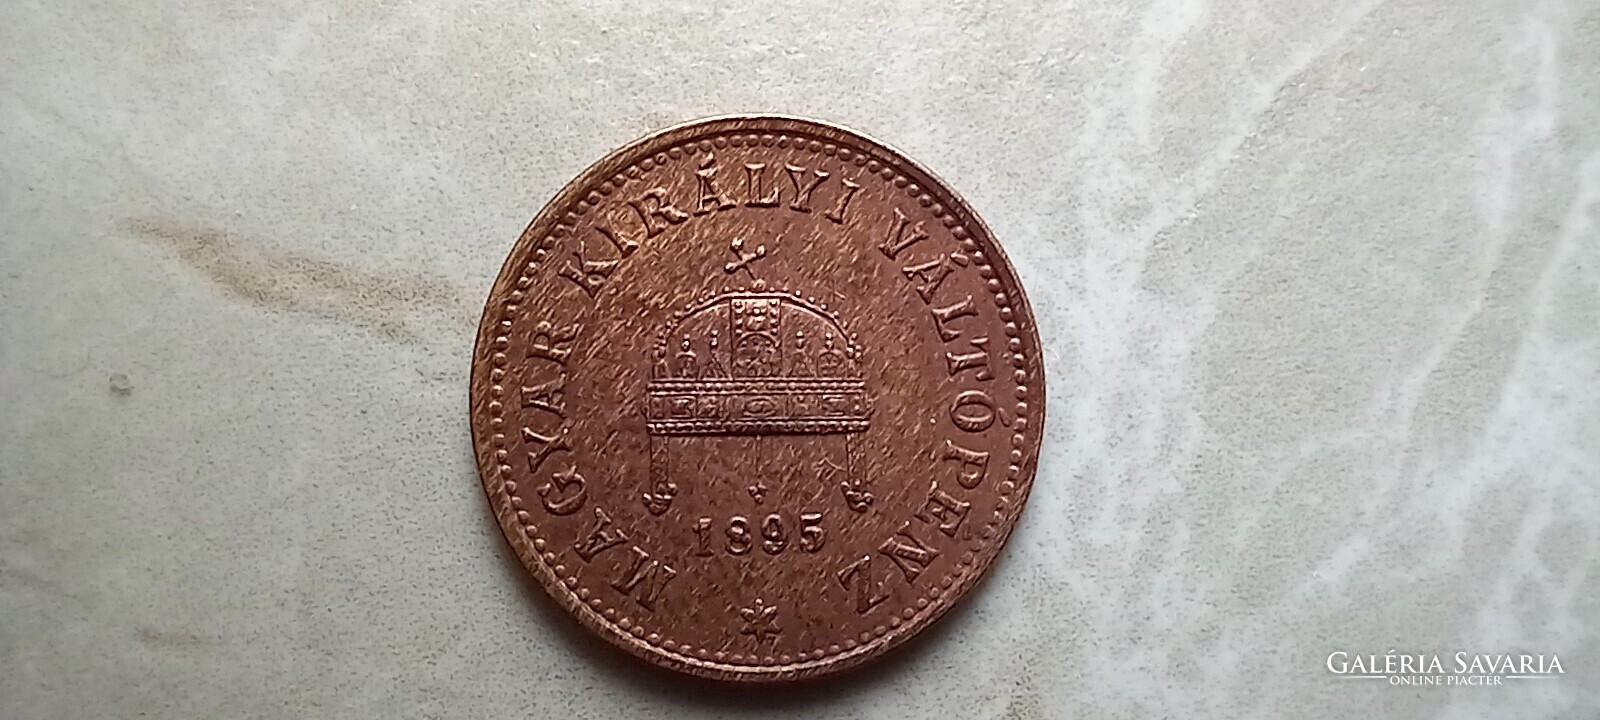 MAGYAR KIRÁLYI VÁLTÓPÉNZ
1895
GALÉRIA SAVARIA
ONLINE PIACTÉR